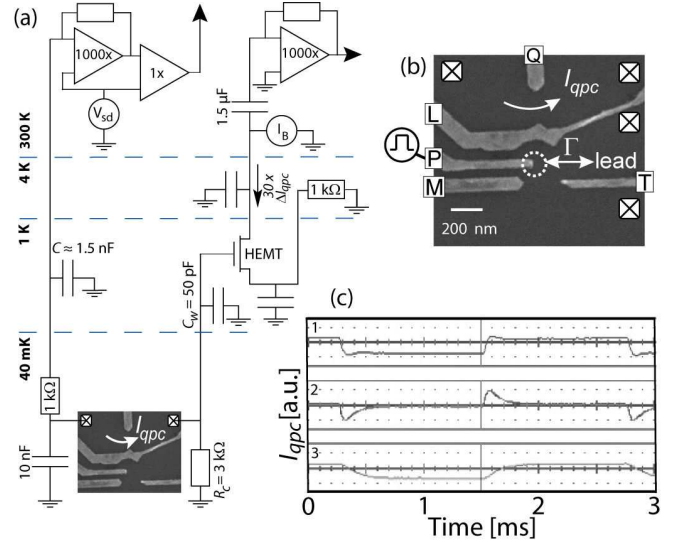 (a)
1000x
1x
V_sd
1000x
1.5 µF
I_B
300 K
4 K
30 x
ΔI_qpc
1 kΩ
1 K
C ≈ 1.5 nF
HEMT
C_W = 50 pF
40 mK
1 kΩ
I_qpc
10 nF
R_C = 3 kΩ
(b)
Q
I_qpc
L
P
Γ
lead
M
T
200 nm
(c)
1
2
3
I_qpc [a.u.]
0
1
2
3
Time [ms]